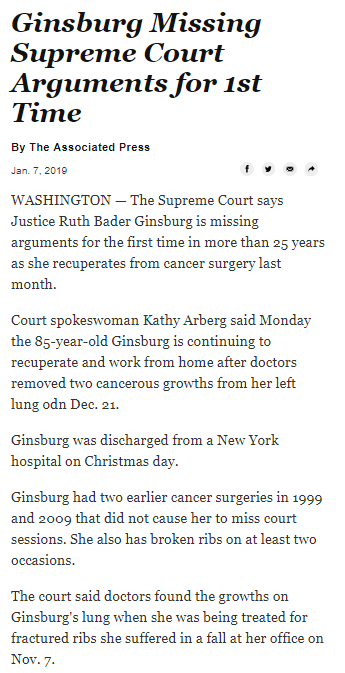 Ginsburg Missing
Supreme Court
Arguments for 1st
Time
By The Associated Press
Jan. 7, 2019
WASHINGTON — The Supreme Court says
Justice Ruth Bader Ginsburg is missing
arguments for the first time in more than 25 years
as she recuperates from cancer surgery last
month.
Court spokeswoman Kathy Arberg said Monday
the 85-year-old Ginsburg is continuing to
recuperate and work from home after doctors
removed two cancerous growths from her left
lung odn Dec. 21.
Ginsburg was discharged from a New York
hospital on Christmas day.
Ginsburg had two earlier cancer surgeries in 1999
and 2009 that did not cause her to miss court
sessions. She also has broken ribs on at least two
occasions.
The court said doctors found the growths on
Ginsburg's lung when she was being treated for
fractured ribs she suffered in a fall at her office on
Nov. 7.